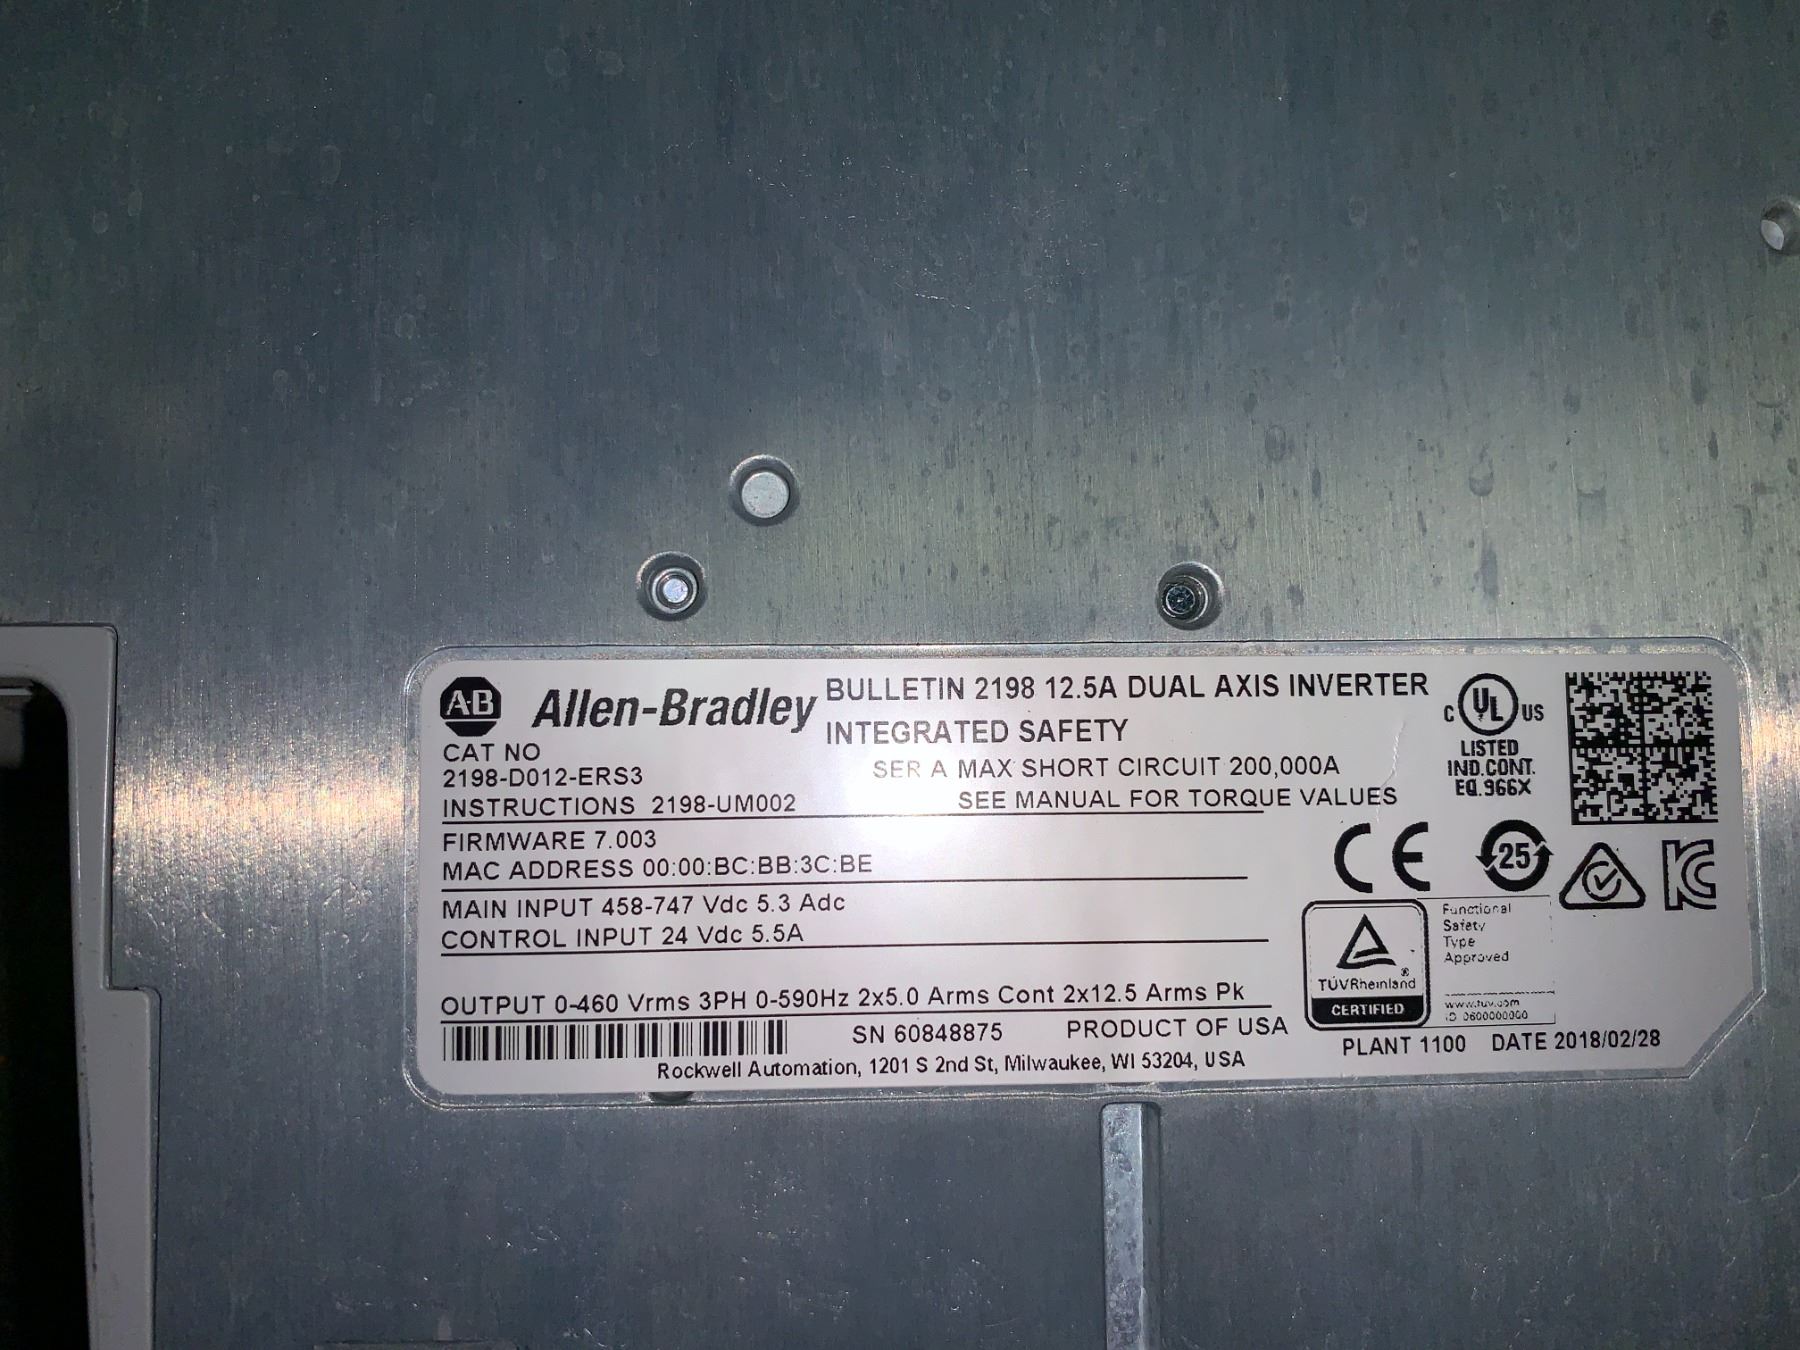 A-B Allen-Bradley
BULLETIN 2198 12.5A DUAL AXIS INVERTER
INTEGRATED SAFETY
CAT NO
2198-D012-ERS3
SER A MAX SHORT CIRCUIT 200,000A
INSTRUCTIONS 2198-UM002
SEE MANUAL FOR TORQUE VALUES
C UL US
LISTED
IND.CONT.
EQ.966X
FIRMWARE 7.003
MAC ADDRESS 00:00:BC:BB:3C:BE
MAIN INPUT 458-747 Vdc 5.3 Adc
CONTROL INPUT 24 Vdc 5.5A
CE 25
OUTPUT 0-460 Vrms 3PH 0-590Hz 2x5.0 Arms Cont 2x12.5 Arms Pk
TÜVRheinland ®
CERTIFIED
Functional
Safety
Type
Approved
www.tuv.com
ID 0600000000
SN 60848875 PRODUCT OF USA
PLANT 1100 DATE 2018/02/28
Rockwell Automation, 1201 S 2nd St, Milwaukee, WI 53204, USA